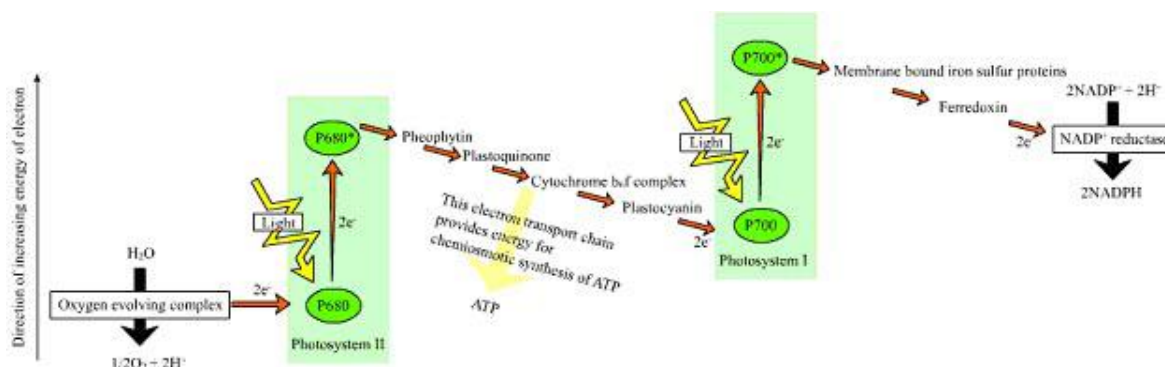 Direction of increasing energy of electron
H₂O
Oxygen evolving complex
1/2O₂ + 2H⁺
2e⁻
Light
P680*
2e⁻
P680
Photosystem II
Pheophytin
Plastoquinone
Cytochrome b₆f complex
Plastocyanin
This electron transport chain
provides energy for
chemiosmotic synthesis of ATP
ATP
2e⁻
Light
P700*
2e⁻
P700
Photosystem I
Membrane bound iron sulfur proteins
Ferredoxin
2e⁻
2NADP⁺ + 2H⁺
NADP⁺ reductase
2NADPH